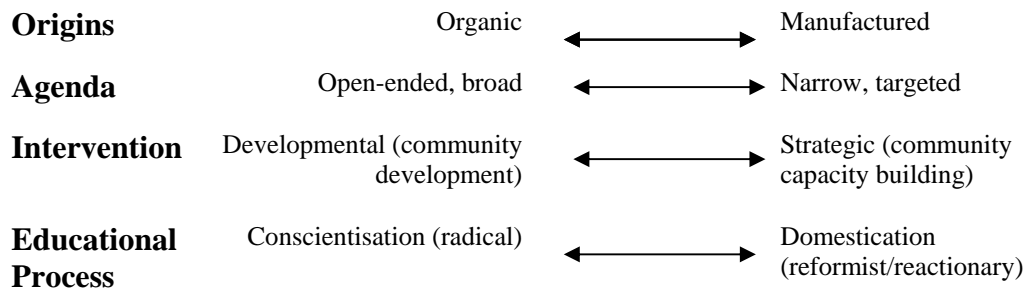 Origins Organic Manufactured
Agenda Open-ended, broad Narrow, targeted
Intervention Developmental (community Strategic (community
development) capacity building)
Educational Conscientisation (radical) Domestication
Process (reformist/reactionary)